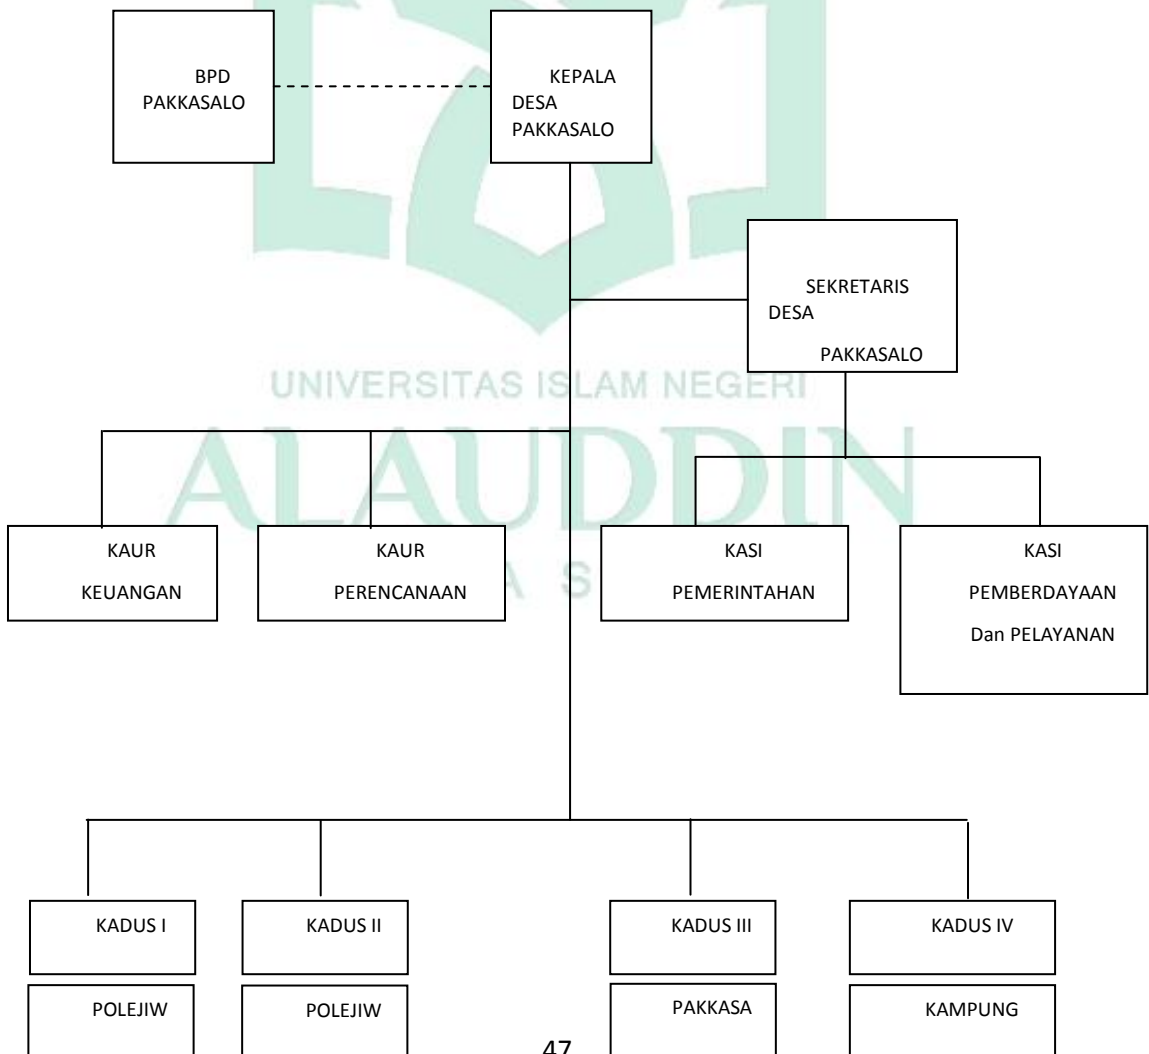 BPD
PAKKASALO
KEPALA
DESA
PAKKASALO
SEKRETARIS
DESA
PAKKASALO
UNIVERSITAS ISLAM NEGERI
ALAUDDIN
KAUR
KEUANGAN
KAUR
PERENCANAAN
KASI
PEMERINTAHAN
KASI
PEMBERDAYAAN
Dan PELAYANAN
KADUS I
KADUS II
KADUS III
KADUS IV
POLEJIW
POLEJIW
PAKKASA
KAMPUNG
47